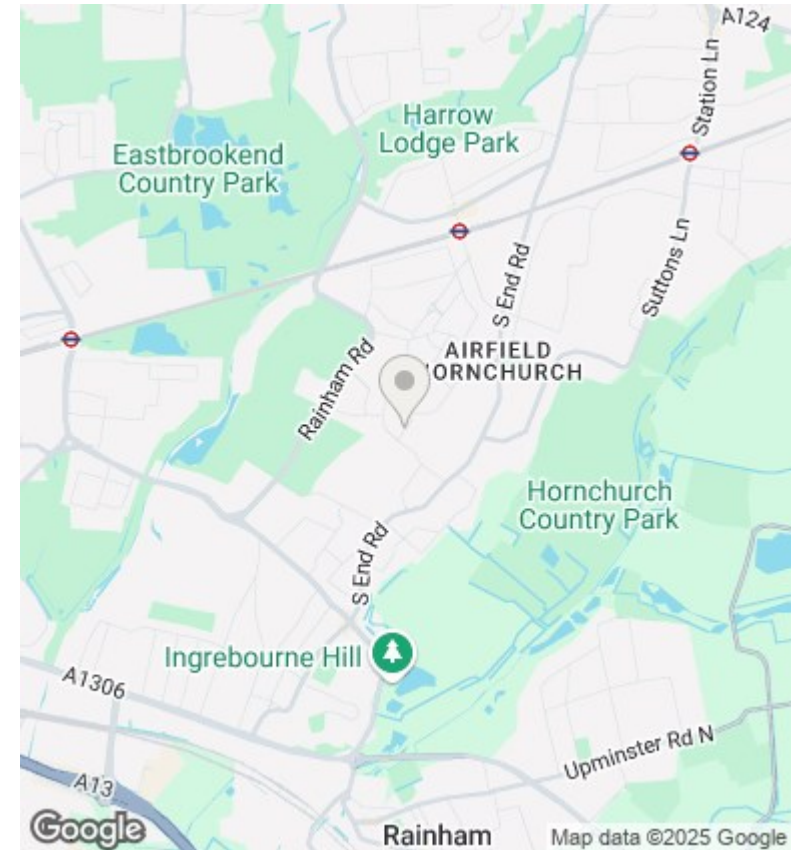 A124
Station Ln
Harrow
Lodge Park
Eastbrookend
Country Park
Suttons Ln
S End Rd
AIRFIELD
HORNCHURCH
Rainham Rd
Hornchurch
Country Park
S End Rd
Ingrebourne Hill
A1306
Upminster Rd N
A13
Google
Rainham
Map data ©2025 Google